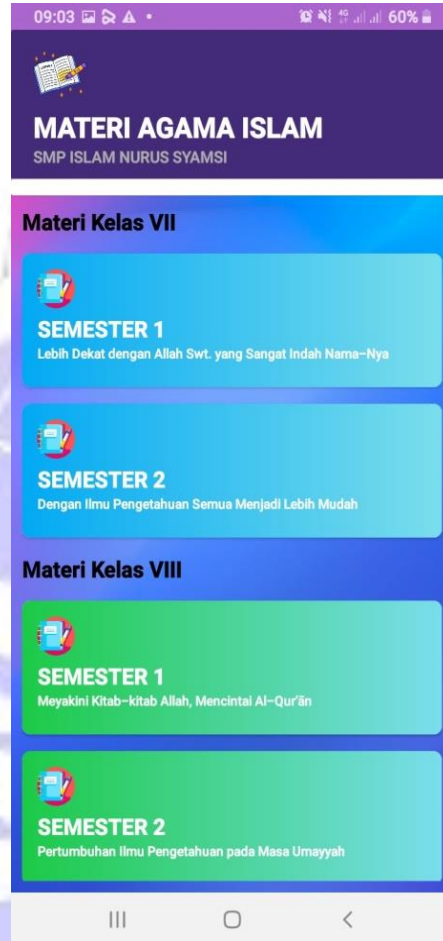 09:03 4G 60%
MATERI AGAMA ISLAM
SMP ISLAM NURUS SYAMSI
Materi Kelas VII
SEMESTER 1
Lebih Dekat dengan Allah Swt. yang Sangat Indah Nama-Nya
SEMESTER 2
Dengan Ilmu Pengetahuan Semua Menjadi Lebih Mudah
Materi Kelas VIII
SEMESTER 1
Meyakini Kitab-kitab Allah, Mencintai Al-Qur'ān
SEMESTER 2
Pertumbuhan Ilmu Pengetahuan pada Masa Umayyah